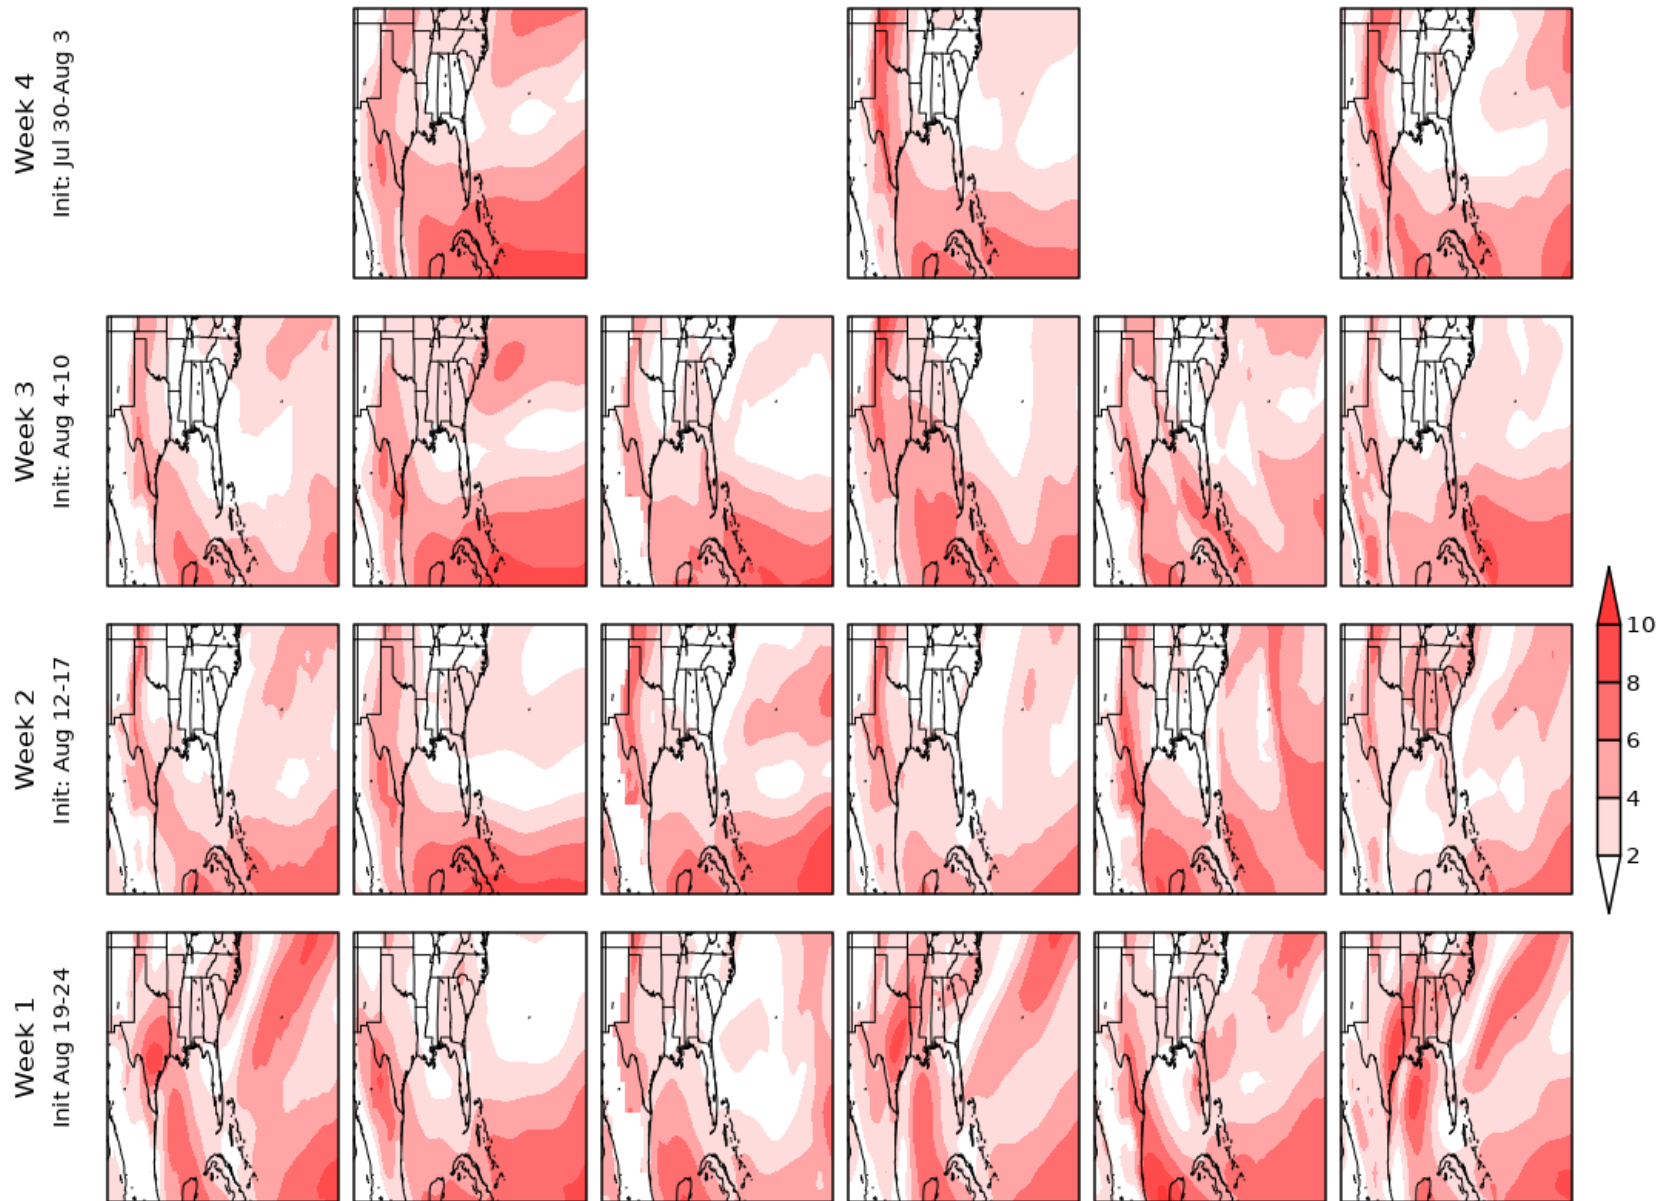 Week 4
Init: Jul 30-Aug 3
Week 3
Init: Aug 4-10
Week 2
Init: Aug 12-17
Week 1
Init Aug 19-24
10
8
6
4
2